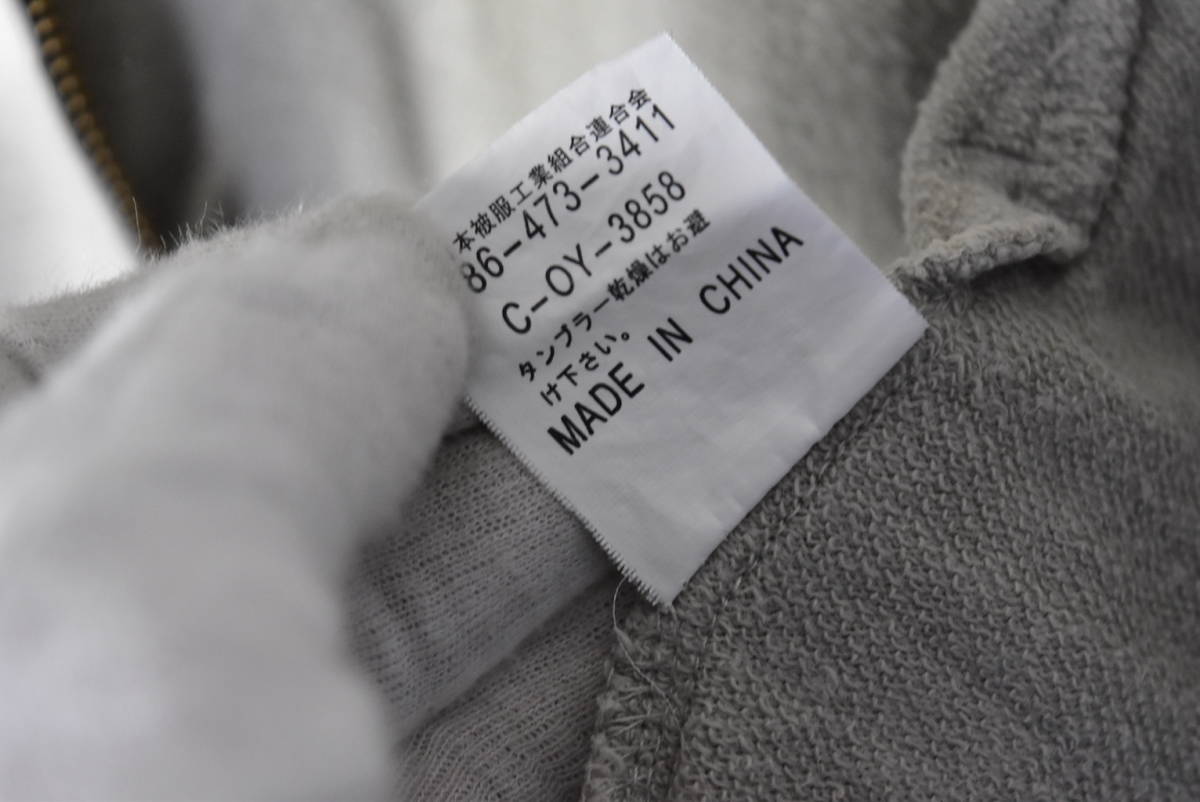 本被服工業組合連合会
86-473-3411
C-OY-3858
タンブラー乾燥はお避
け下さい。
MADE IN CHINA